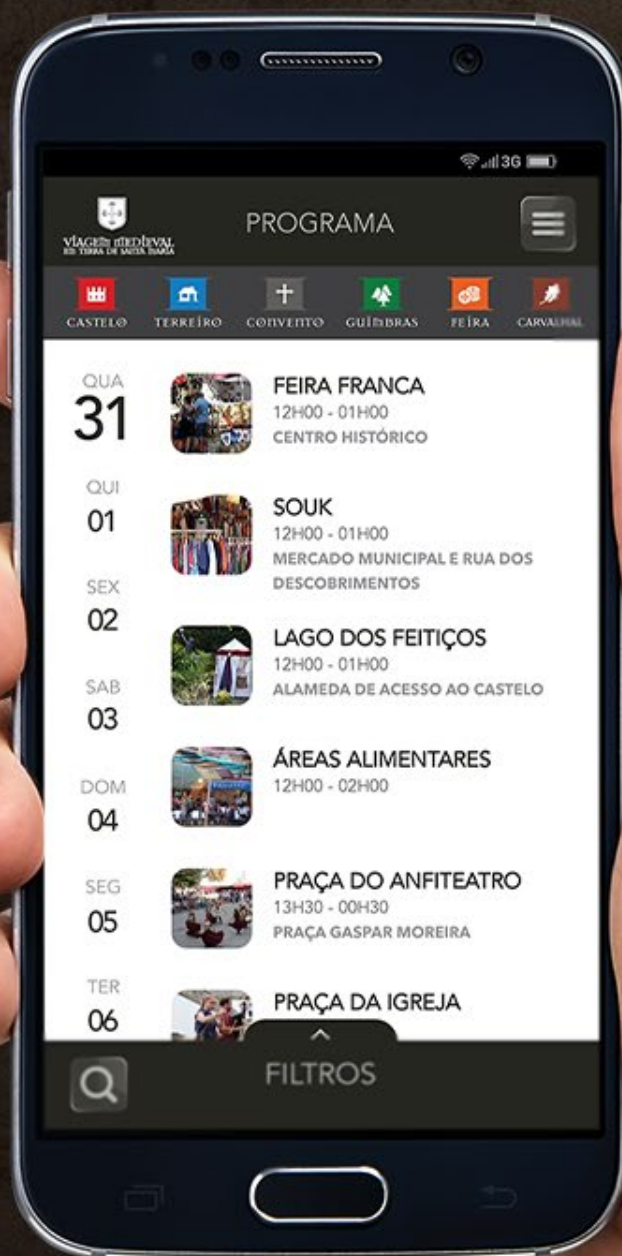 3G
VIAGEM MEDIEVAL
EM TERRA DE SANTA MARIA
PROGRAMA
CASTELO
TERREIRO
CONVENTO
GUIMBRAS
FEIRA
CARVALHAL
QUA
31
FEIRA FRANCA
12H00 - 01H00
CENTRO HISTÓRICO
QUI
01
SOUK
12H00 - 01H00
MERCADO MUNICIPAL E RUA DOS
DESCOBRIMENTOS
SEX
02
LAGO DOS FEITIÇOS
12H00 - 01H00
ALAMEDA DE ACESSO AO CASTELO
SAB
03
ÁREAS ALIMENTARES
12H00 - 02H00
DOM
04
PRAÇA DO ANFITEATRO
13H30 - 00H30
PRAÇA GASPAR MOREIRA
SEG
05
PRAÇA DA IGREJA
TER
06
FILTROS